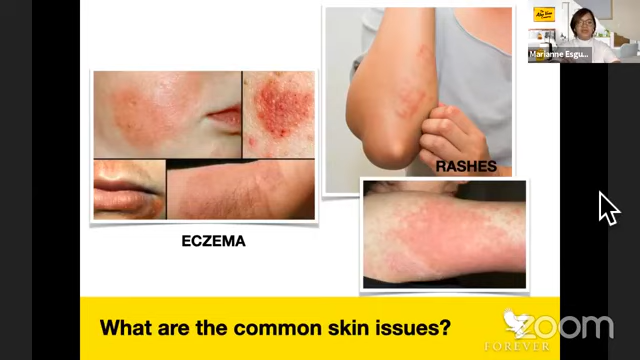 Marianne Esgu...
RASHES
ECZEMA
What are the common skin issues?
zoom
FOREVER